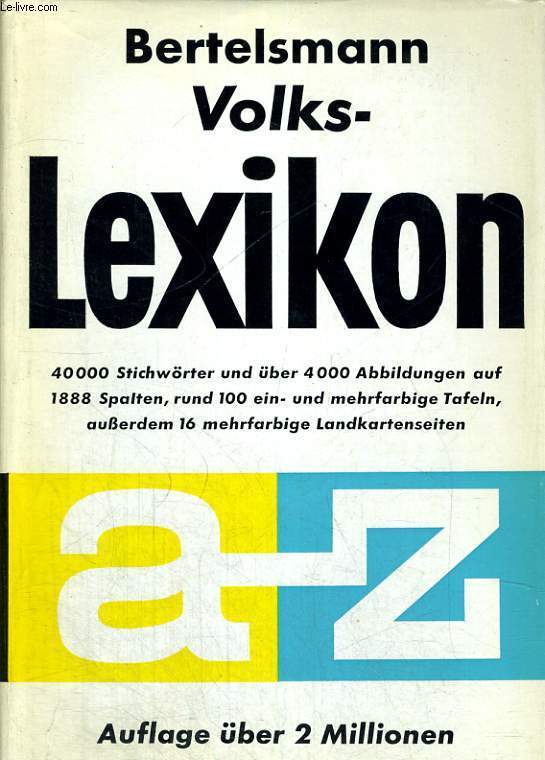 Le-livre.com
Bertelsmann
Volks-
Lexikon
40000 Stichwörter und über 4000 Abbildungen auf
1888 Spalten, rund 100 ein- und mehrfarbige Tafeln,
außerdem 16 mehrfarbige Landkartenseiten
a-z
Auflage über 2 Millionen